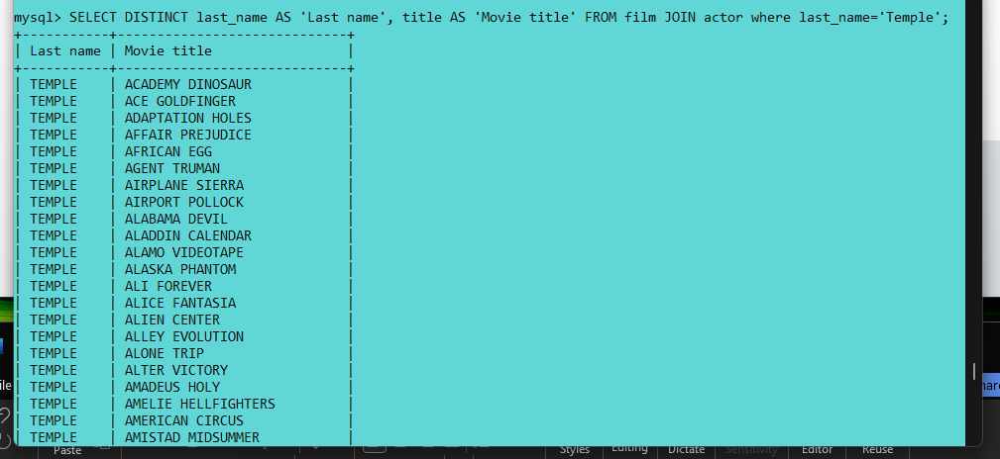 mysql> SELECT DISTINCT last_name AS 'Last name', title AS 'Movie title' FROM film JOIN actor where last_name='Temple';
+-----------+-----------------------------+
| Last name | Movie title                 |
+-----------+-----------------------------+
| TEMPLE    | ACADEMY DINOSAUR            |
| TEMPLE    | ACE GOLDFINGER              |
| TEMPLE    | ADAPTATION HOLES            |
| TEMPLE    | AFFAIR PREJUDICE            |
| TEMPLE    | AFRICAN EGG                 |
| TEMPLE    | AGENT TRUMAN                |
| TEMPLE    | AIRPLANE SIERRA             |
| TEMPLE    | AIRPORT POLLOCK             |
| TEMPLE    | ALABAMA DEVIL               |
| TEMPLE    | ALADDIN CALENDAR            |
| TEMPLE    | ALAMO VIDEOTAPE             |
| TEMPLE    | ALASKA PHANTOM              |
| TEMPLE    | ALI FOREVER                 |
| TEMPLE    | ALICE FANTASIA              |
| TEMPLE    | ALIEN CENTER                |
| TEMPLE    | ALLEY EVOLUTION             |
| TEMPLE    | ALONE TRIP                  |
| TEMPLE    | ALTER VICTORY               |
| TEMPLE    | AMADEUS HOLY                |
| TEMPLE    | AMELIE HELLFIGHTERS         |
| TEMPLE    | AMERICAN CIRCUS             |
| TEMPLE    | AMISTAD MIDSUMMER           |
Paste Styles Editing Dictate Sensitivity Editor Reuse